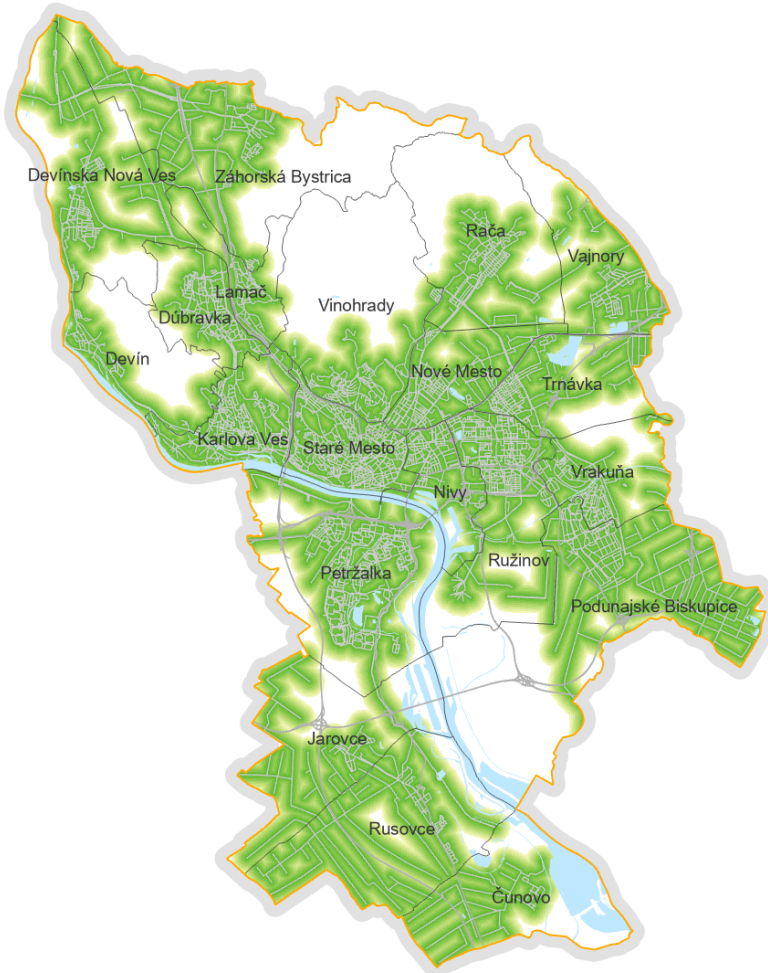 Devínska Nová Ves
Záhorská Bystrica
Rača
Vajnory
Lamač
Vinohrady
Dúbravka
Devín
Nové Mesto
Trnávka
Karlova Ves
Staré Mesto
Vrakuňa
Nivy
Ružinov
Petržalka
Podunajské Biskupice
Jarovce
Rusovce
Čunovo